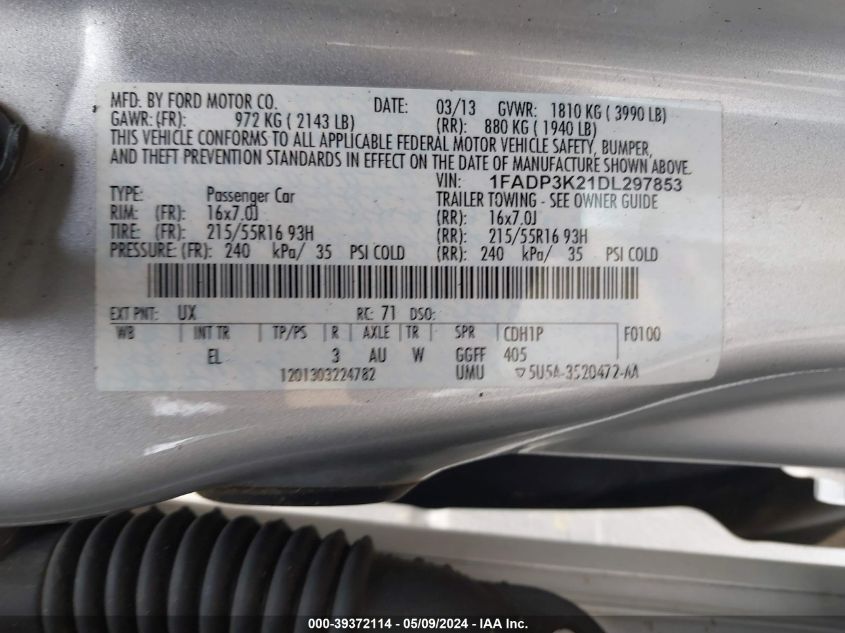 MFD. BY FORD MOTOR CO. DATE: 03/13 GVWR: 1810 KG ( 3990 LB)
GAWR: (FR): 972 KG ( 2143 LB) (RR): 880 KG ( 1940 LB)
THIS VEHICLE CONFORMS TO ALL APPLICABLE FEDERAL MOTOR VEHICLE SAFETY, BUMPER,
AND THEFT PREVENTION STANDARDS IN EFFECT ON THE DATE OF MANUFACTURE SHOWN ABOVE.
VIN: 1FADP3K21DL297853
TYPE: Passenger Car TRAILER TOWING - SEE OWNER GUIDE
RIM: (FR): 16x7.0J (RR): 16x7.0J
TIRE: (FR): 215/55R16 93H (RR): 215/55R16 93H
PRESSURE: (FR): 240 kPa/ 35 PSI COLD (RR): 240 kPa/ 35 PSI COLD
EXT PNT: UX RC: 71 DSO:
WB INT TR TP/PS R AXLE TR SPR CDH1P F0100
EL 3 AU W GGFF 405
1201303224782 UMU ▽5U5A-3520472-AA
000-39372114 - 05/09/2024 - IAA Inc.